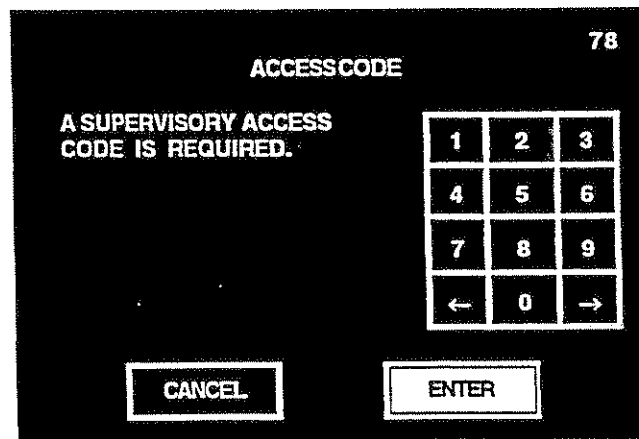 78
ACCESS CODE
A SUPERVISORY ACCESS
CODE IS REQUIRED.
1 2 3
4 5 6
7 8 9
← 0 →
CANCEL
ENTER